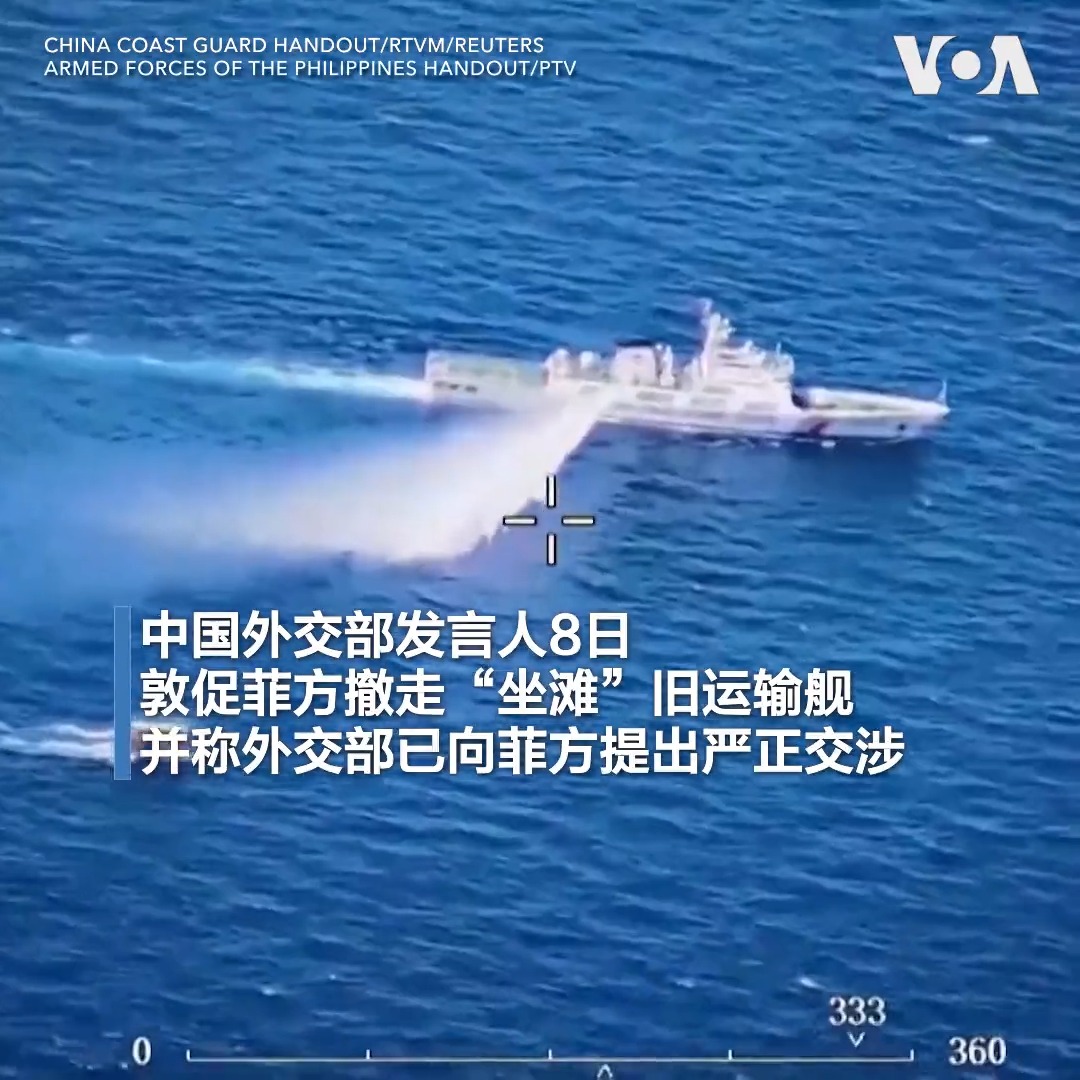 CHINA COAST GUARD HANDOUT/RTVM/REUTERS
ARMED FORCES OF THE PHILIPPINES HANDOUT/PTV
VOA
中国外交部发言人8日
敦促菲方撤走“坐滩”旧运输舰
并称外交部已向菲方提出严正交涉
333
0
360